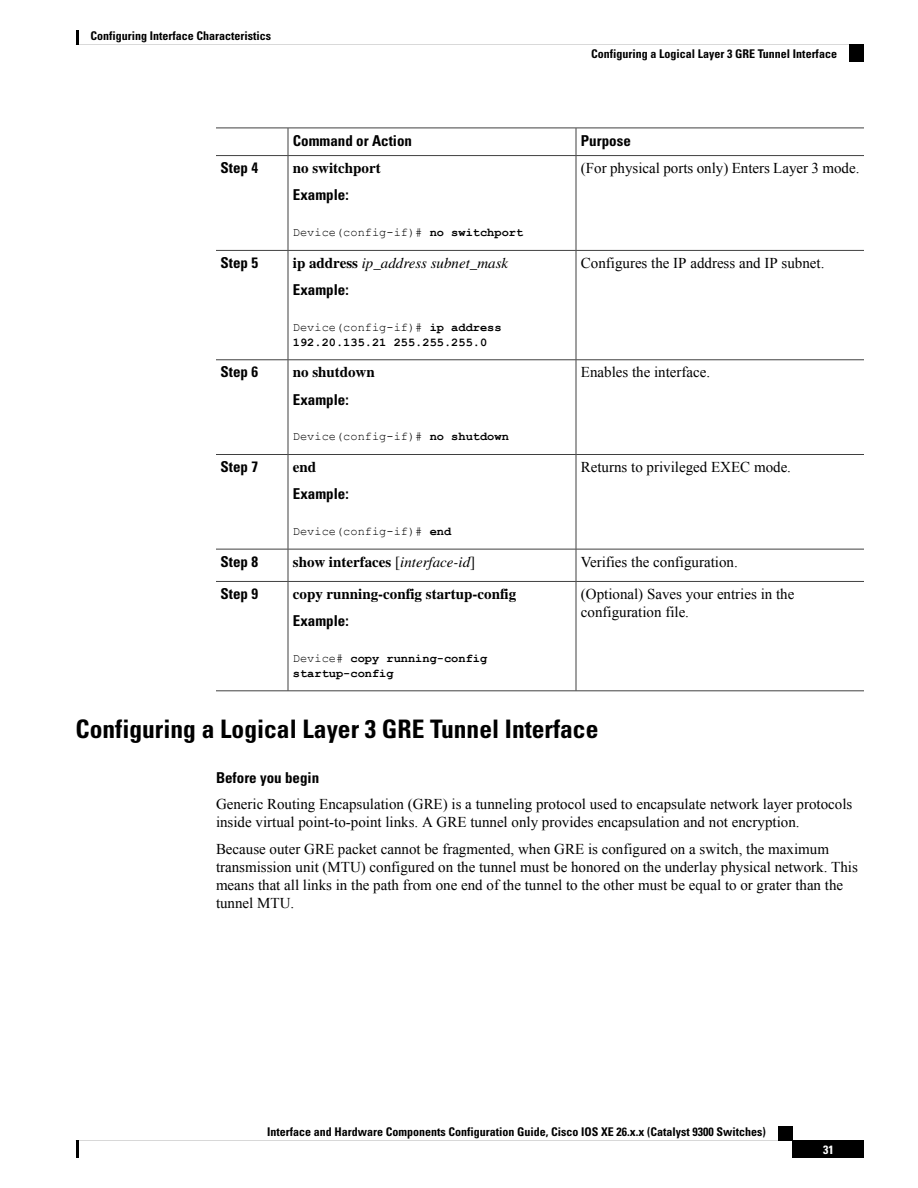 Configuring Interface Characteristics
Configuring a Logical Layer 3 GRE Tunnel Interface
Command or Action
Purpose
Step 4
no switchport
(For physical ports only) Enters Layer 3 mode.
Example:
Device(config-if)# no switchport
Step 5
ip address ip_address subnet_mask
Configures the IP address and IP subnet.
Example:
Device(config-if)# ip address
192.20.135.21 255.255.255.0
Step 6
no shutdown
Enables the interface.
Example:
Device(config-if)# no shutdown
Step 7
end
Returns to privileged EXEC mode.
Example:
Device(config-if)# end
Step 8
show interfaces [interface-id]
Verifies the configuration.
Step 9
copy running-config startup-config
(Optional) Saves your entries in the
configuration file.
Example:
Device# copy running-config
startup-config
Configuring a Logical Layer 3 GRE Tunnel Interface
Before you begin
Generic Routing Encapsulation (GRE) is a tunneling protocol used to encapsulate network layer protocols
inside virtual point-to-point links. A GRE tunnel only provides encapsulation and not encryption.
Because outer GRE packet cannot be fragmented, when GRE is configured on a switch, the maximum
transmission unit (MTU) configured on the tunnel must be honored on the underlay physical network. This
means that all links in the path from one end of the tunnel to the other must be equal to or grater than the
tunnel MTU.
Interface and Hardware Components Configuration Guide, Cisco IOS XE 26.x.x (Catalyst 9300 Switches)
31